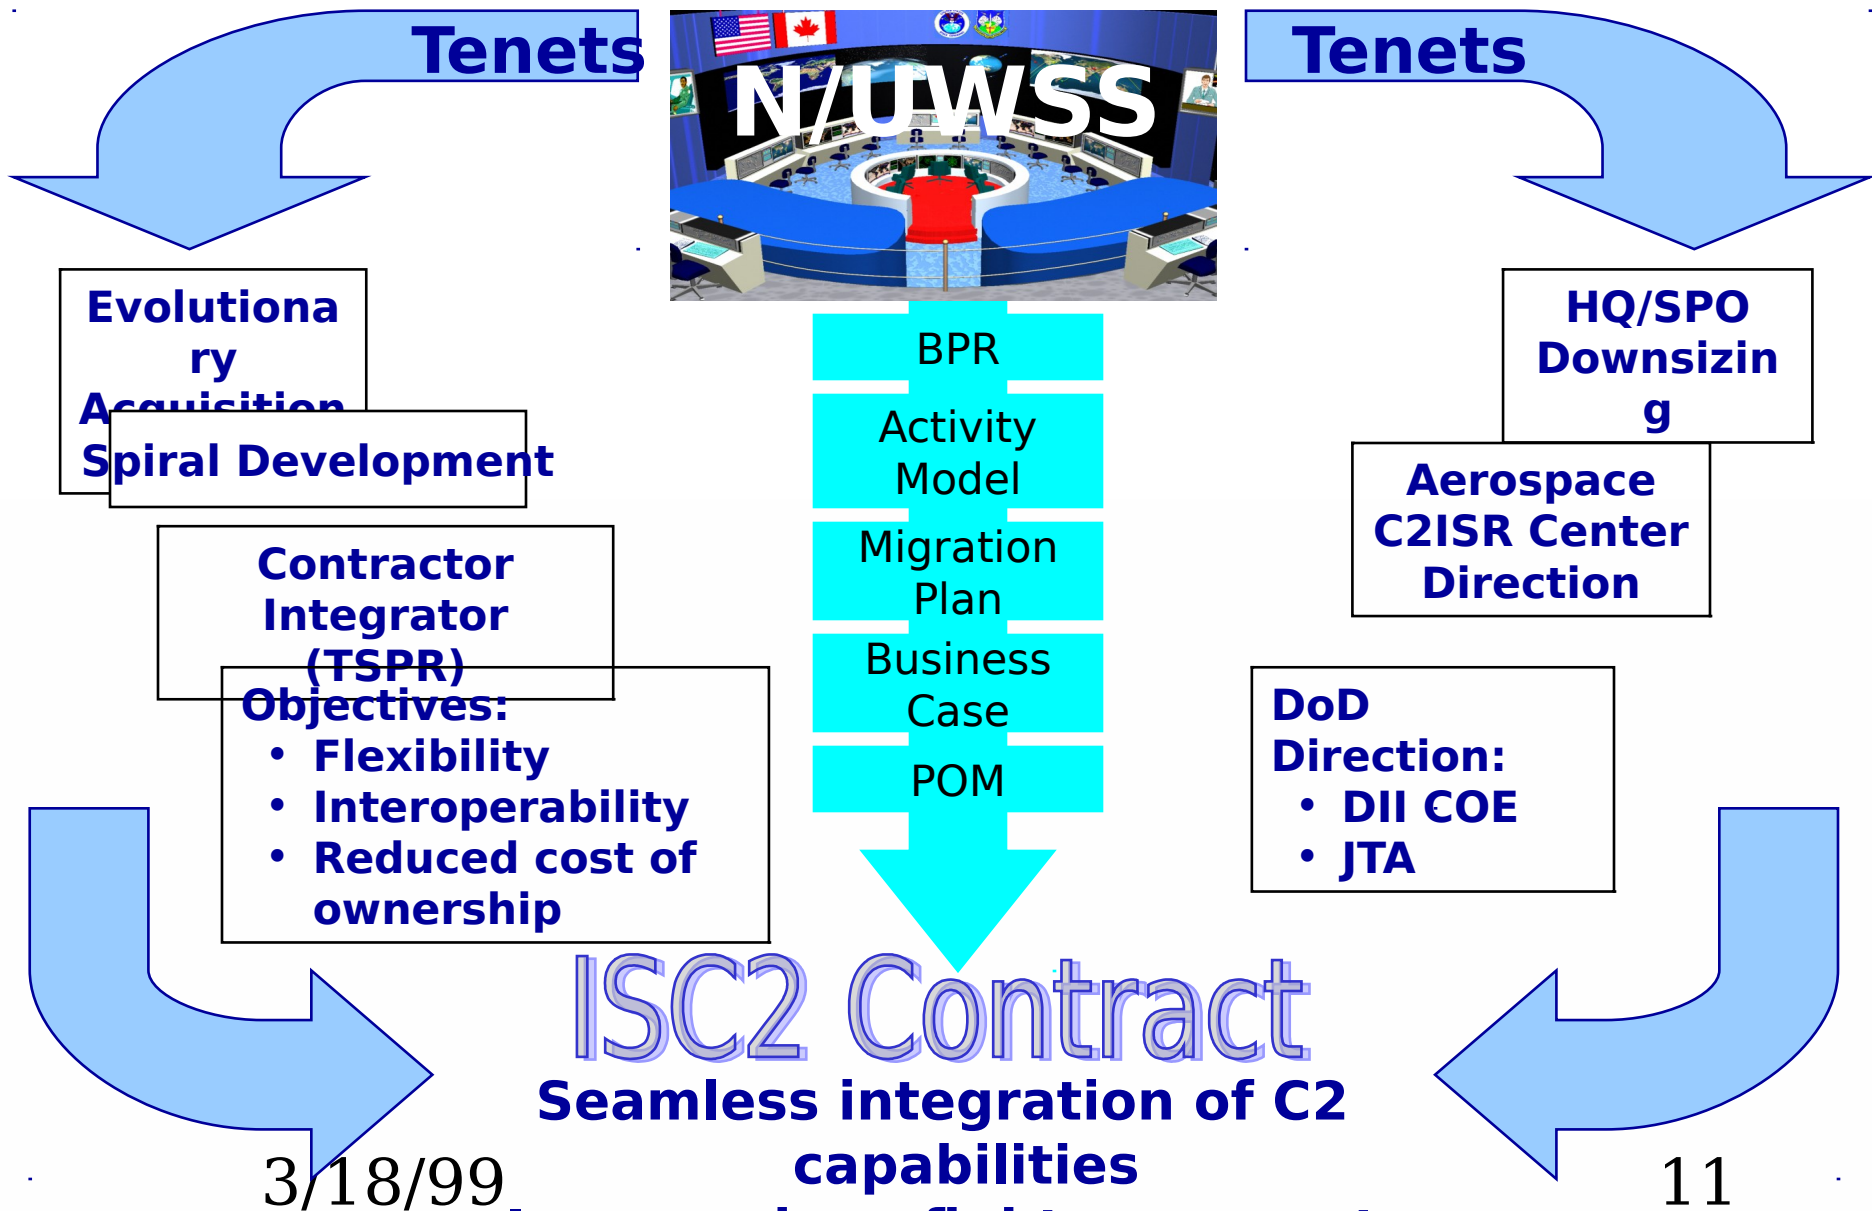 Tenets
N/UWSS
Tenets
Evolutiona
ry
Acquisition
Spiral Development
Contractor
Integrator
(TSPR)
Objectives:
• Flexibility
• Interoperability
• Reduced cost of
ownership
BPR
Activity
Model
Migration
Plan
Business
Case
POM
HQ/SPO
Downsizin
g
Aerospace
C2ISR Center
Direction
DoD
Direction:
• DII COE
• JTA
ISC2 Contract
Seamless integration of C2
capabilities
3/18/99
11